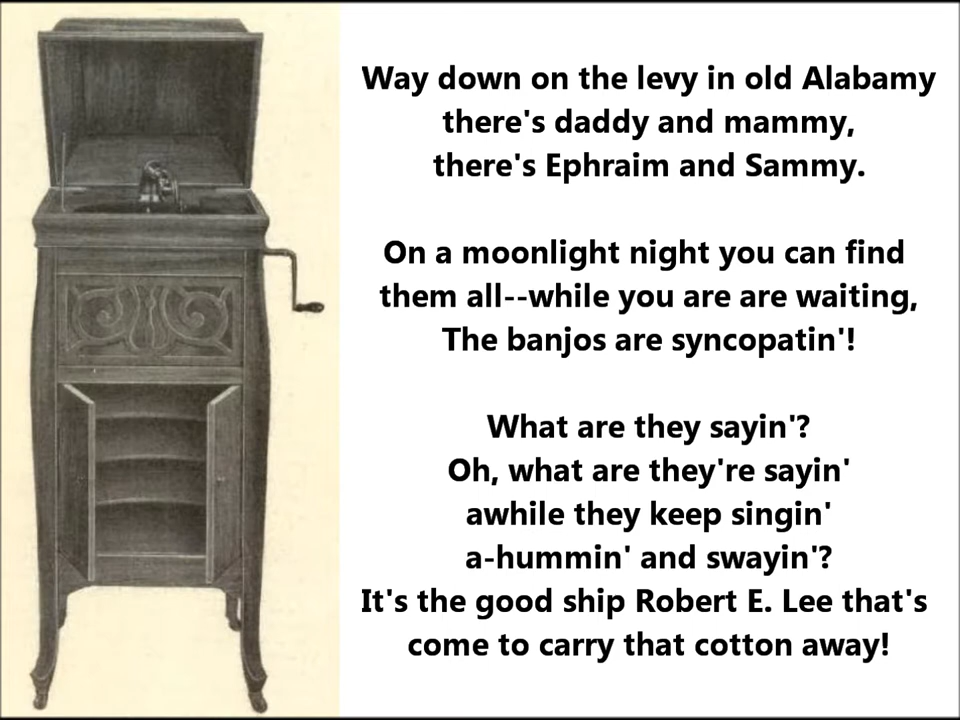 Way down on the levy in old Alabamy
there's daddy and mammy,
there's Ephraim and Sammy.
On a moonlight night you can find
them all--while you are are waiting,
The banjos are syncopatin'!
What are they sayin'?
Oh, what are they're sayin'
awhile they keep singin'
a-hummin' and swayin'?
It's the good ship Robert E. Lee that's
come to carry that cotton away!